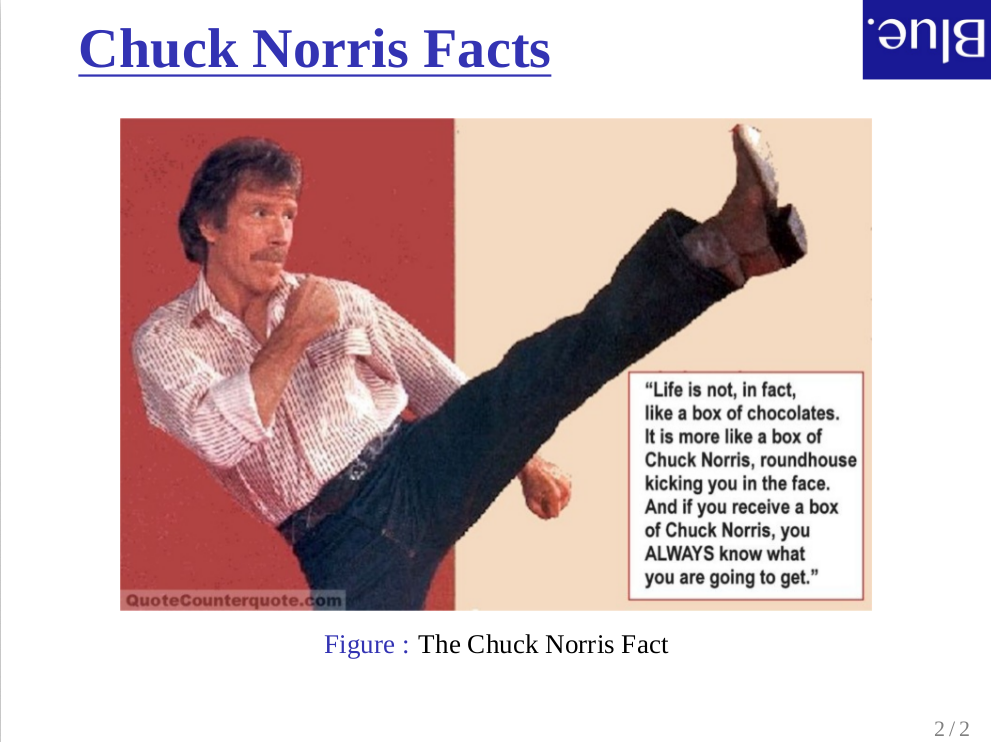 Chuck Norris Facts
Blue.
“Life is not, in fact,
like a box of chocolates.
It is more like a box of
Chuck Norris, roundhouse
kicking you in the face.
And if you receive a box
of Chuck Norris, you
ALWAYS know what
you are going to get.”
QuoteCounterquote.com
Figure : The Chuck Norris Fact
2 / 2